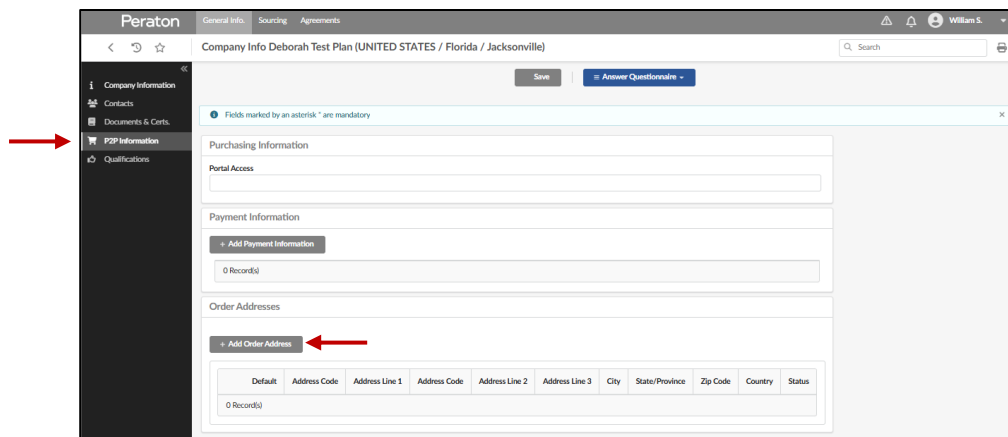 Peraton
General Info. Sourcing Agreements
William S.
Company Info Deborah Test Plan (UNITED STATES / Florida / Jacksonville)
Search
Company Information
Contacts
Documents & Certs.
P2P Information
Qualifications
Save
Answer Questionnaire
Fields marked by an asterisk * are mandatory
Purchasing Information
Portal Access
Payment Information
+ Add Payment Information
0 Record(s)
Order Addresses
+ Add Order Address
Default Address Code Address Line 1 Address Code Address Line 2 Address Line 3 City State/Province Zip Code Country Status
0 Record(s)